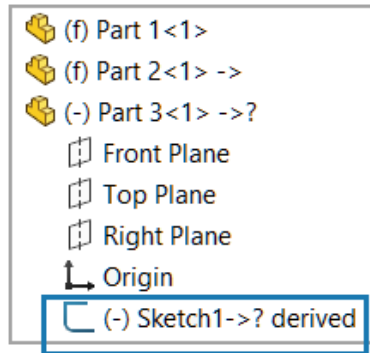 (f) Part 1<1>
(f) Part 2<1> ->
(-) Part 3<1> ->?
Front Plane
Top Plane
Right Plane
Origin
(-) Sketch1->? derived